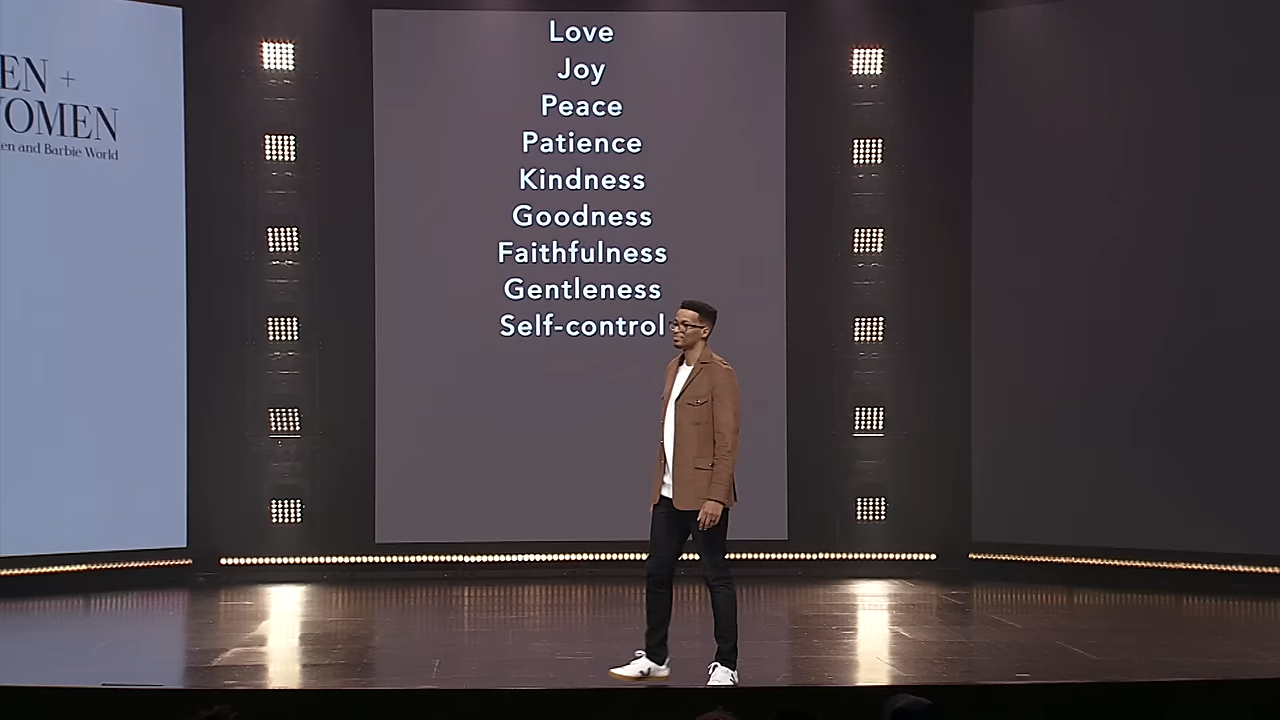 EN +
OMEN
en and Barbie World
Love
Joy
Peace
Patience
Kindness
Goodness
Faithfulness
Gentleness
Self-control